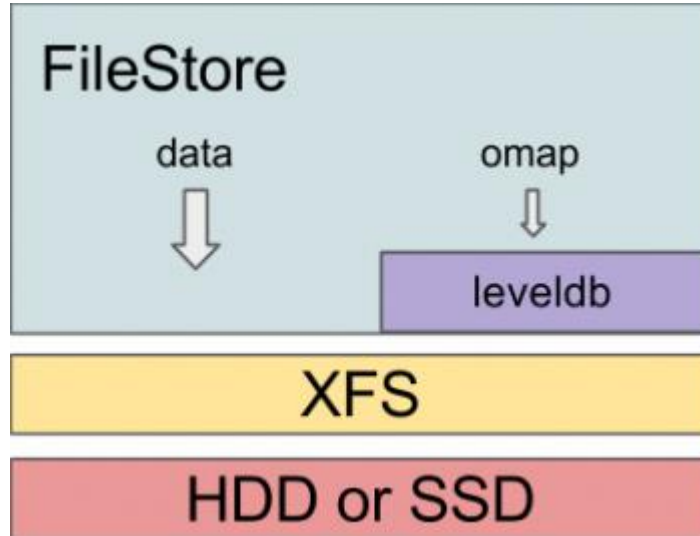 FileStore
data
omap
leveldb
XFS
HDD or SSD